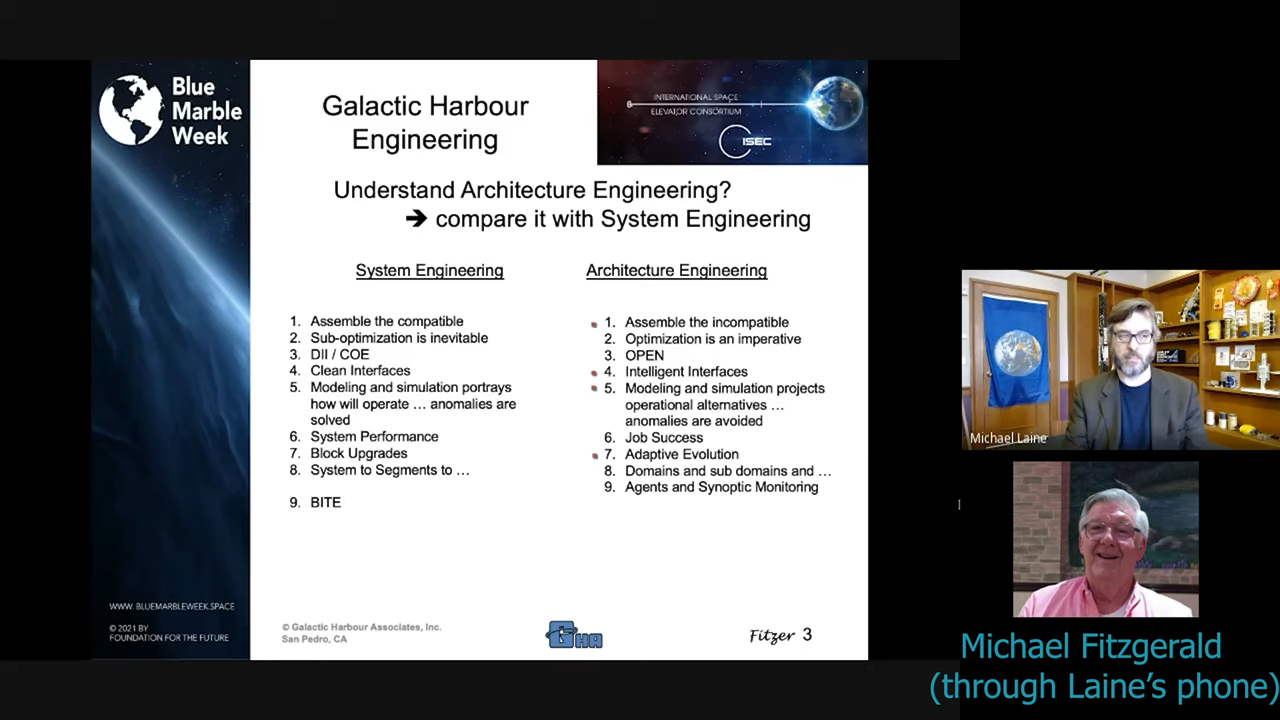 Blue
Marble
Week
Galactic Harbour
Engineering
INTERNATIONAL SPACE
ELEVATOR CONSORTIUM
ISEC
Understand Architecture Engineering?
➔ compare it with System Engineering
System Engineering
1. Assemble the compatible
2. Sub-optimization is inevitable
3. DII / COE
4. Clean Interfaces
5. Modeling and simulation portrays
how will operate … anomalies are
solved
6. System Performance
7. Block Upgrades
8. System to Segments to …
9. BITE
Architecture Engineering
1. Assemble the incompatible
2. Optimization is an imperative
3. OPEN
4. Intelligent Interfaces
5. Modeling and simulation projects
operational alternatives …
anomalies are avoided
6. Job Success
7. Adaptive Evolution
8. Domains and sub domains and …
9. Agents and Synoptic Monitoring
WWW. BLUEMARBLEWEEK.SPACE
© 2021 BY
FOUNDATION FOR THE FUTURE
© Galactic Harbour Associates, Inc.
San Pedro, CA
GHA
Fitzer 3
Michael Laine
Michael Fitzgerald
(through Laine's phone)